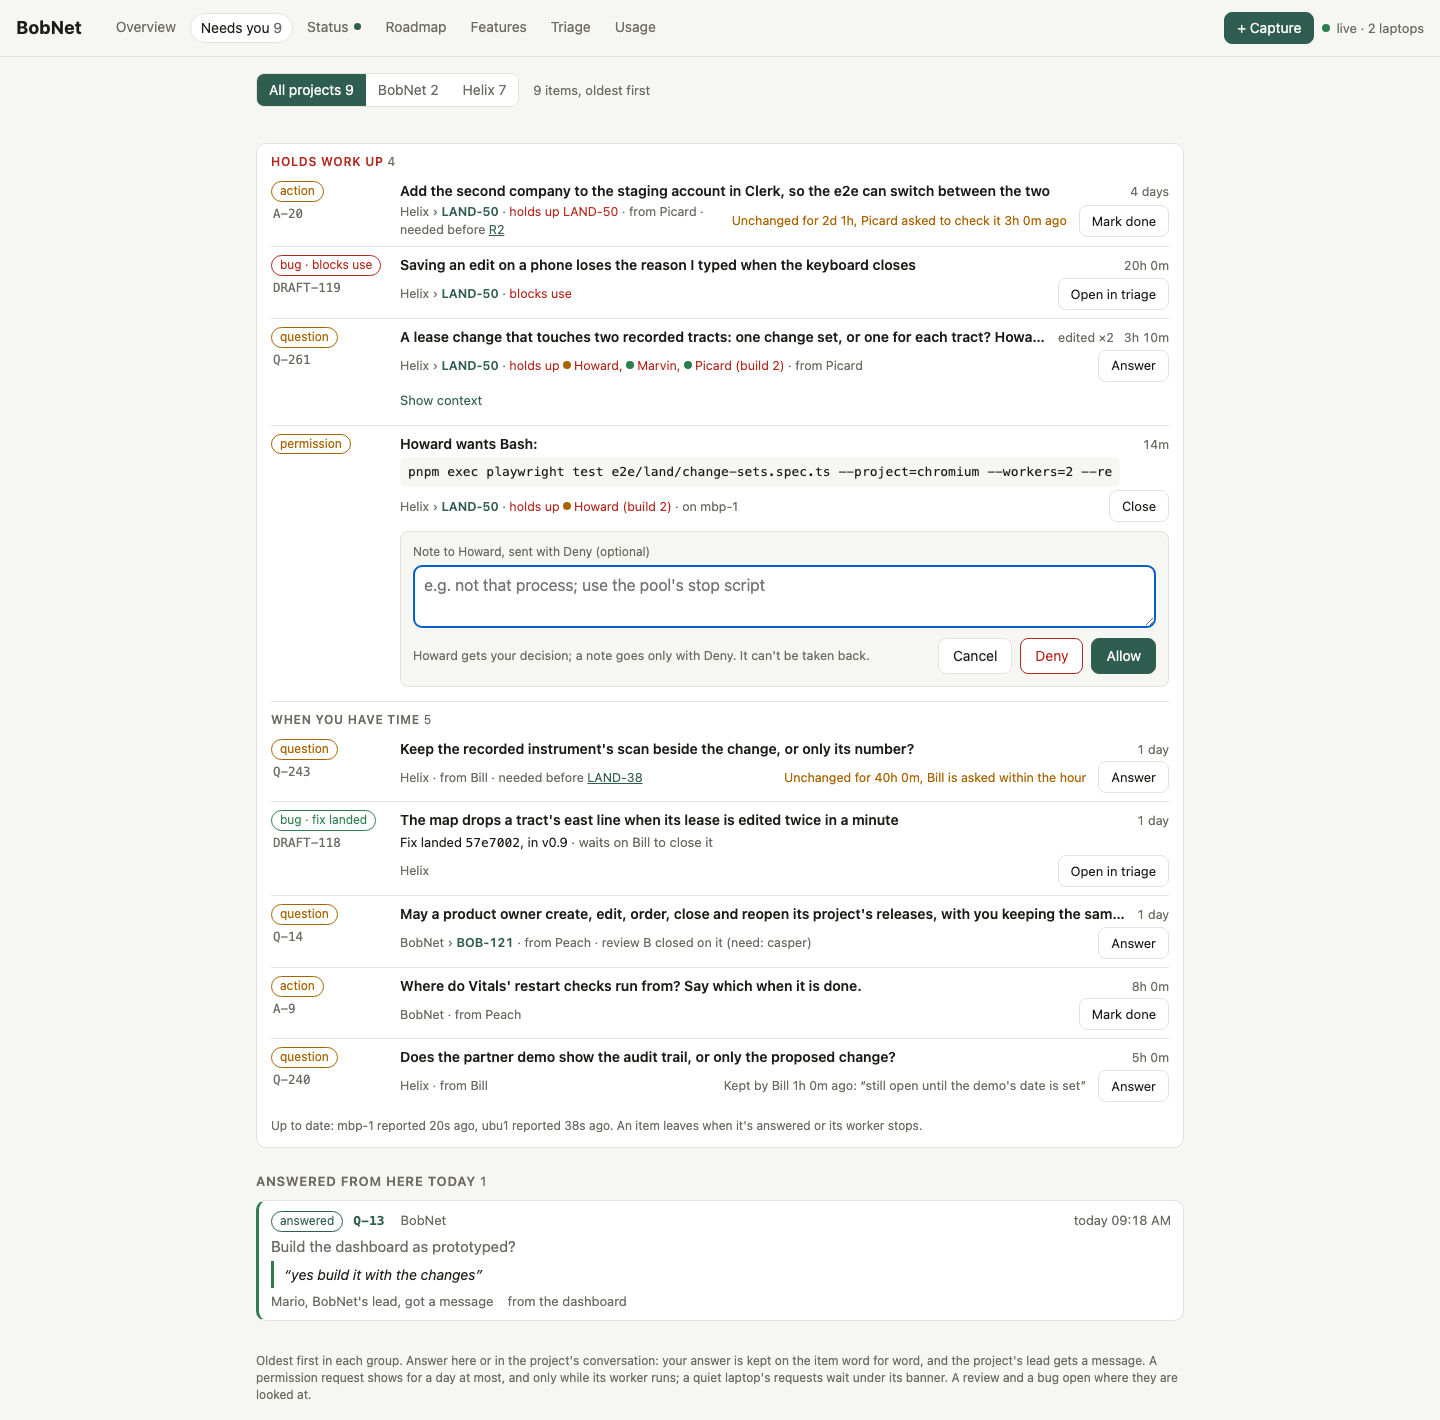 BobNet Overview Needs you 9 Status Roadmap Features Triage Usage + Capture live · 2 laptops
All projects 9 BobNet 2 Helix 7 9 items, oldest first
HOLDS WORK UP 4
action Add the second company to the staging account in Clerk, so the e2e can switch between the two 4 days
A–20 Helix › LAND-50 · holds up LAND-50 · from Picard · Unchanged for 2d 1h, Picard asked to check it 3h 0m ago Mark done
needed before R2
bug · blocks use Saving an edit on a phone loses the reason I typed when the keyboard closes 20h 0m
DRAFT–119 Helix › LAND-50 · blocks use Open in triage
question A lease change that touches two recorded tracts: one change set, or one for each tract? Howa... edited ×2 3h 10m
Q–261 Helix › LAND-50 · holds up Howard, Marvin, Picard (build 2) · from Picard Answer
Show context
permission Howard wants Bash: 14m
pnpm exec playwright test e2e/land/change-sets.spec.ts --project=chromium --workers=2 --re
Helix › LAND-50 · holds up Howard (build 2) · on mbp-1 Close
Note to Howard, sent with Deny (optional)
e.g. not that process; use the pool's stop script
Howard gets your decision; a note goes only with Deny. It can't be taken back. Cancel Deny Allow
WHEN YOU HAVE TIME 5
question Keep the recorded instrument's scan beside the change, or only its number? 1 day
Q–243 Helix · from Bill · needed before LAND-38 Unchanged for 40h 0m, Bill is asked within the hour Answer
bug · fix landed The map drops a tract's east line when its lease is edited twice in a minute 1 day
DRAFT–118 Fix landed 57e7002, in v0.9 · waits on Bill to close it
Helix Open in triage
question May a product owner create, edit, order, close and reopen its project's releases, with you keeping the sam... 1 day
Q–14 BobNet › BOB-121 · from Peach · review B closed on it (need: casper) Answer
action Where do Vitals' restart checks run from? Say which when it is done. 8h 0m
A–9 BobNet · from Peach Mark done
question Does the partner demo show the audit trail, or only the proposed change? 5h 0m
Q–240 Helix · from Bill Kept by Bill 1h 0m ago: “still open until the demo's date is set” Answer
Up to date: mbp-1 reported 20s ago, ubu1 reported 38s ago. An item leaves when it's answered or its worker stops.
ANSWERED FROM HERE TODAY 1
answered Q–13 BobNet today 09:18 AM
Build the dashboard as prototyped?
“yes build it with the changes”
Mario, BobNet's lead, got a message from the dashboard
Oldest first in each group. Answer here or in the project's conversation: your answer is kept on the item word for word, and the project's lead gets a message. A
permission request shows for a day at most, and only while its worker runs; a quiet laptop's requests wait under its banner. A review and a bug open where they are
looked at.